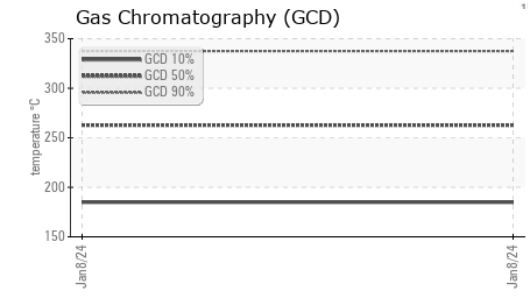 Gas Chromatography (GCD)
350
300
250
200
150
temperature °C
GCD 10%
GCD 50%
GCD 90%
Jan8/24
Jan8/24